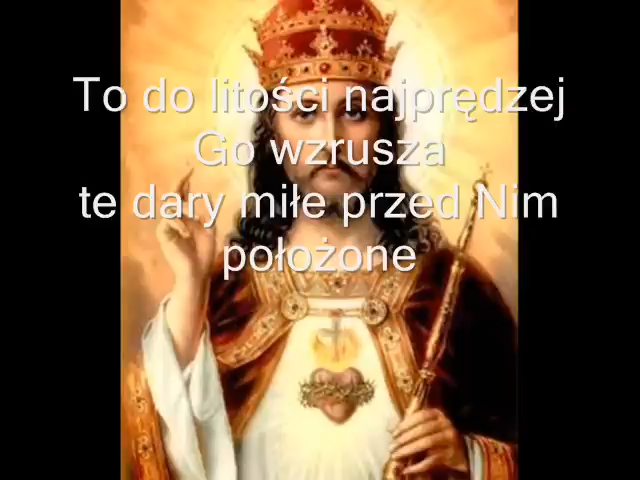 To do litości najprędzej
Go wzrusza
te dary miłe przed Nim
położone